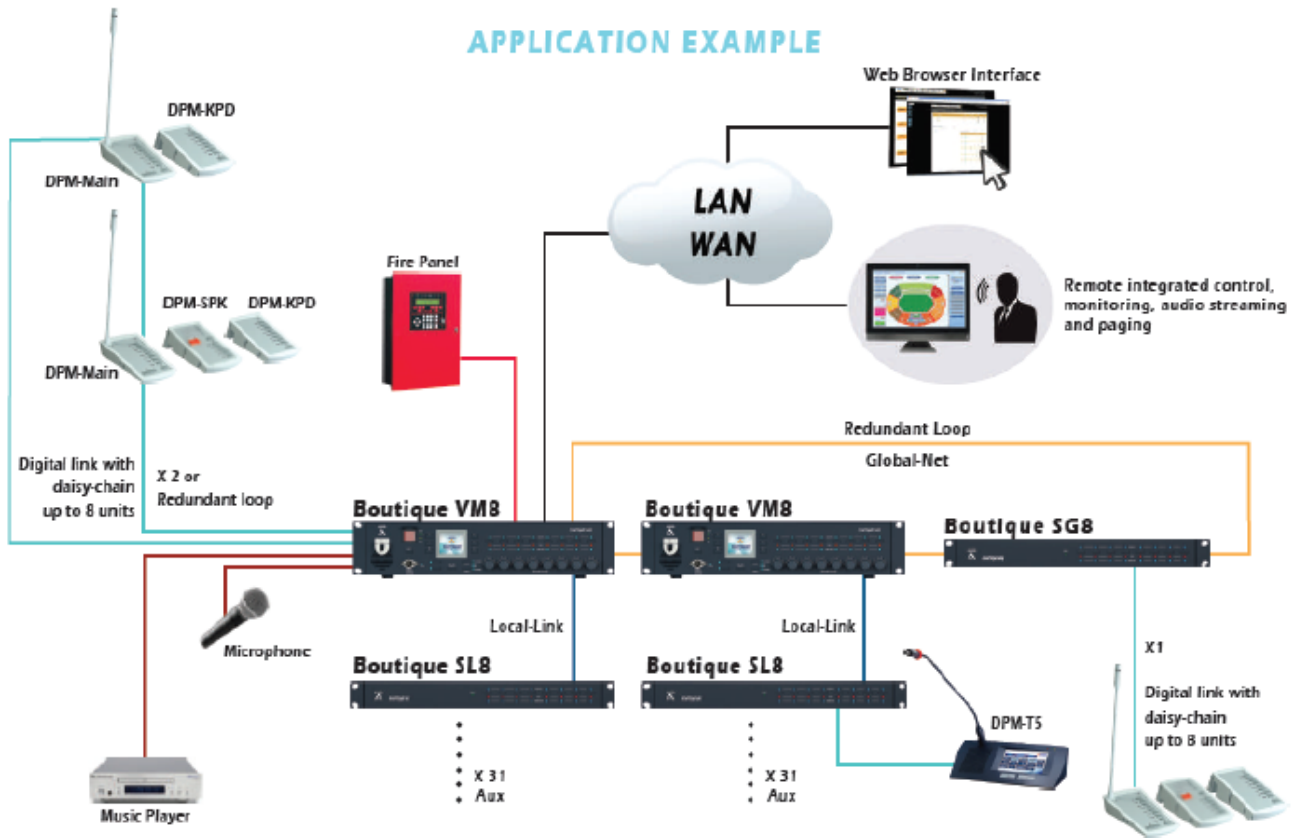 APPLICATION EXAMPLE
Web Browser Interface
DPM-KPD
DPM-Main
LAN
WAN
Fire Panel
DPM-SPK
DPM-KPD
DPM-Main
Remote integrated control,
monitoring, audio streaming
and paging
Redundant Loop
Global-Net
Digital link with
daisy-chain
up to 8 units
X 2 or
Redundant loop
Boutique VM8
Boutique VM8
Boutique SG8
Local-Link
Local-Link
Microphone
X1
Boutique SL8
Boutique SL8
Digital link with
daisy-chain
up to 8 units
DPM-T5
X 31
Aux
X 31
Aux
Music Player